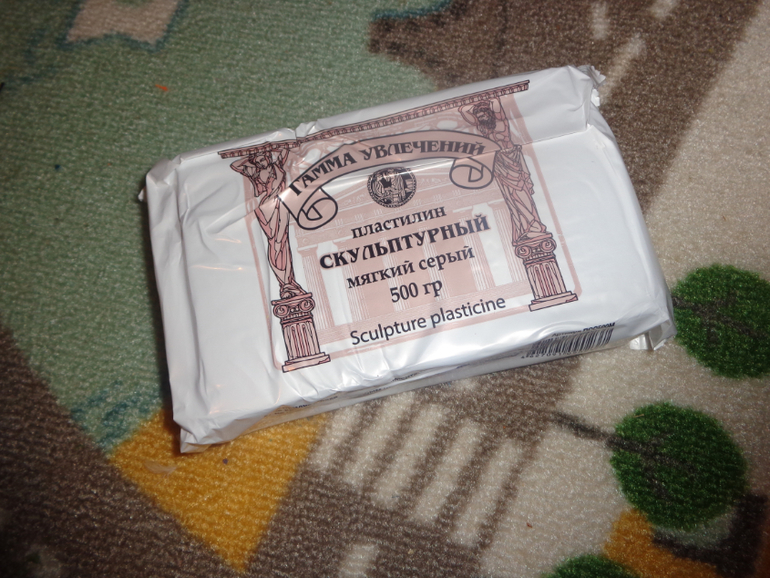 ГАММА УВЛЕЧЕНИЙ
ПЛАСТИЛИН
СКУЛЬПТУРНЫЙ
МЯГКИЙ СЕРЫЙ
500 гр
Sculpture plasticine